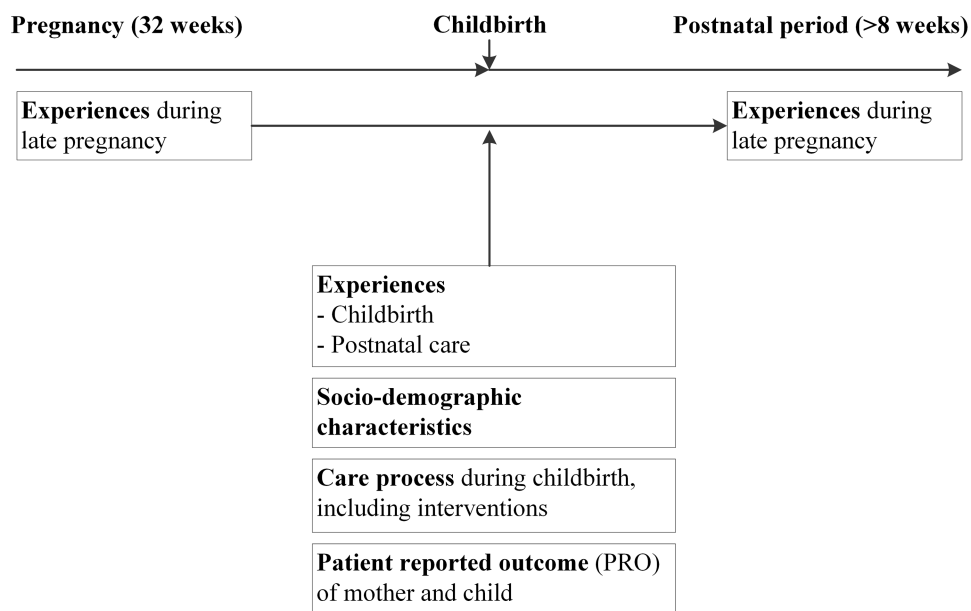 Pregnancy (32 weeks)
Childbirth
Postnatal period (>8 weeks)
Experiences during
late pregnancy
Experiences during
late pregnancy
Experiences
- Childbirth
- Postnatal care
Socio-demographic
characteristics
Care process during childbirth,
including interventions
Patient reported outcome (PRO)
of mother and child